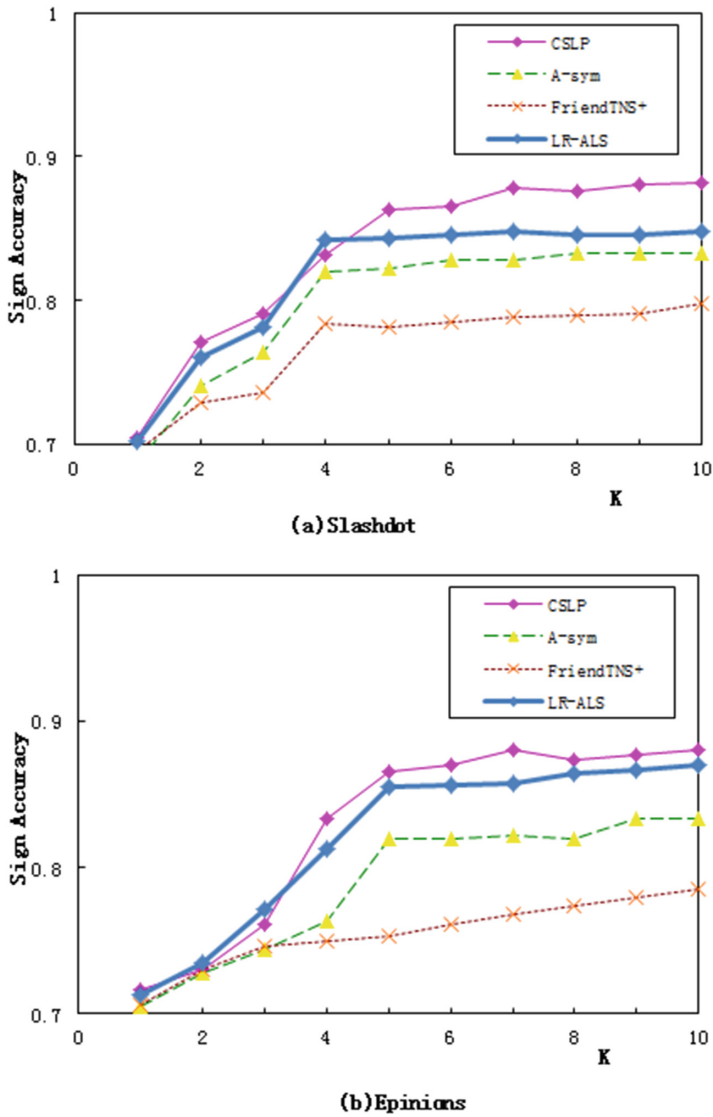 1
CSLP
A-sym
FriendTNS+
LR-ALS
0.9
Sign Accuracy
0.8
0.7
0 2 4 6 8 10
K
(a)Slashdot
1
CSLP
A-sym
FriendTNS+
LR-ALS
0.9
Sign Accuracy
0.8
0.7
0 2 4 6 8 10
K
(b)Epinions